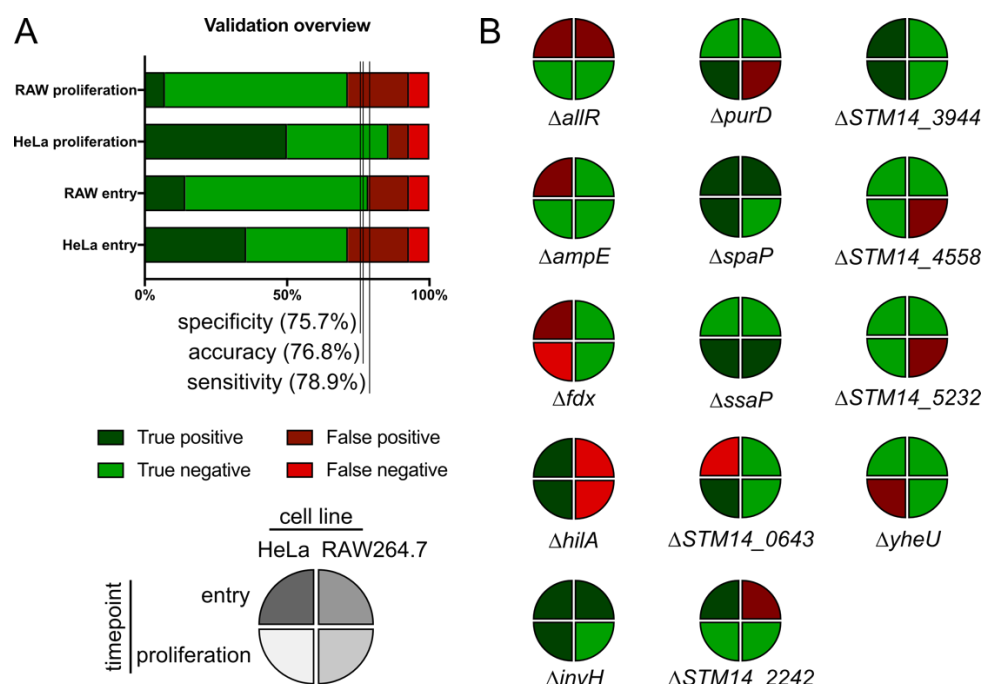 A
Validation overview
RAW proliferation
HeLa proliferation
RAW entry
HeLa entry
0% 50% 100%
specificity (75.7%)
accuracy (76.8%)
sensitivity (78.9%)
True positive False positive
True negative False negative
cell line
HeLa RAW264.7
timepoint
entry
proliferation
B
ΔallR ΔpurD ΔSTM14_3944
ΔampE ΔspaP ΔSTM14_4558
Δfdx ΔssaP ΔSTM14_5232
ΔhilA ΔSTM14_0643 ΔyheU
ΔinvH ΔSTM14_2242